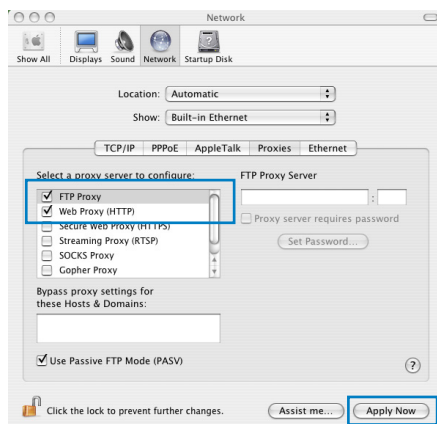 Network
Show All Displays Sound Network Startup Disk
Location: Automatic
Show: Built-in Ethernet
TCP/IP PPPoE AppleTalk Proxies Ethernet
Select a proxy server to configure: FTP Proxy Server
FTP Proxy
:
Web Proxy (HTTP)
Proxy server requires password
Secure Web Proxy (HTTPS)
Streaming Proxy (RTSP) Set Password...
SOCKS Proxy
Gopher Proxy
Bypass proxy settings for
these Hosts & Domains:
Use Passive FTP Mode (PASV)
?
Click the lock to prevent further changes. Assist me... Apply Now